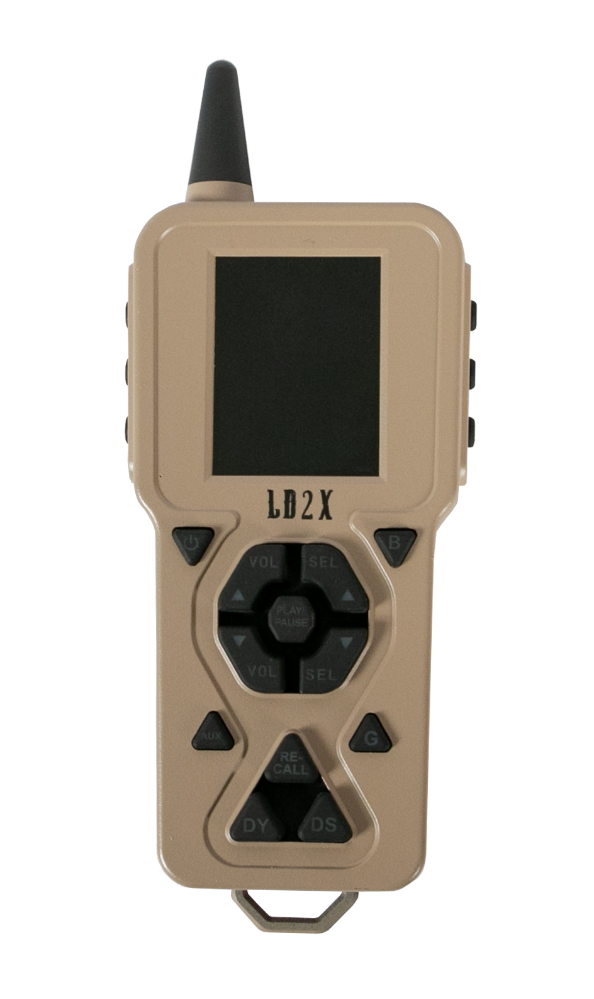 LD2X
B
VOL SEL
PLAY/
PAUSE
VOL SEL
AUX
G
RE-
CALL
DY DS